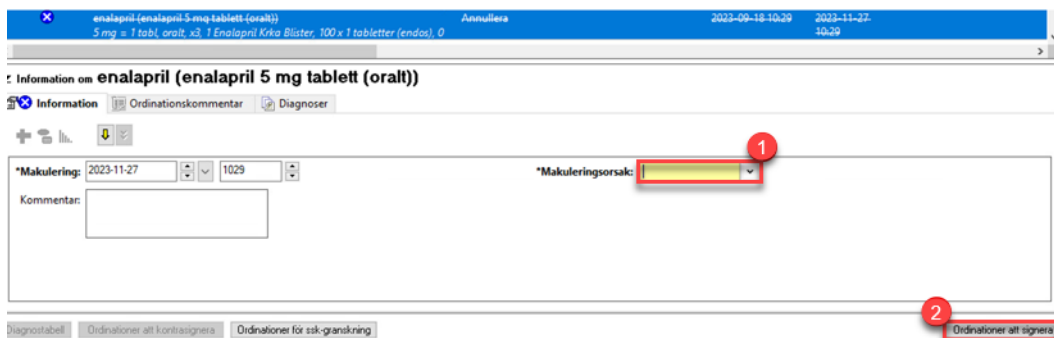 enalapril (enalapril 5 mg tablett (oralt)) Annullera 2023-09-18 10:29 2023-11-27
5 mg = 1 tabl, oralt, x3, 1 Enalapril Krka Blister, 100 x 1 tabletter (endos), 0 10:29
Information om enalapril (enalapril 5 mg tablett (oralt))
Information Ordinationskommentar Diagnoser
1
*Makulering: 2023-11-27 1029 *Makuleringsorsak:
Kommentar:
2
Diagnostabell Ordinationer att kontrasignera Ordinationer för ssk-granskning Ordinationer att signera